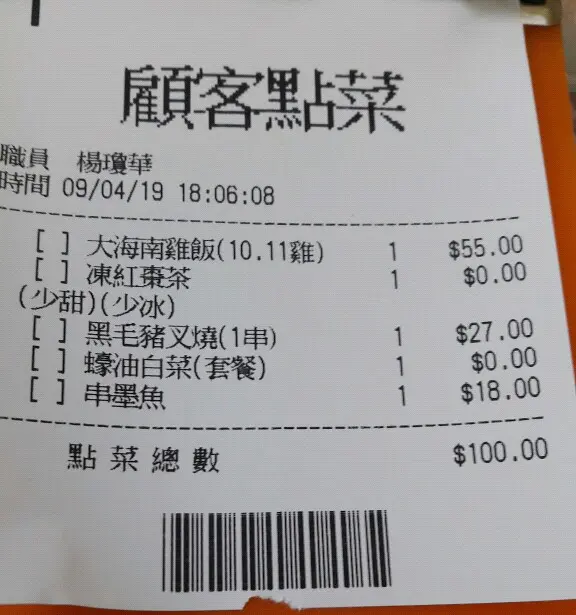 顧客點菜
職員 楊瓊華
時間 09/04/19 18:06:08
[ ] 大海南雞飯(10.11雞) 1 $55.00
[ ] 凍紅棗茶 1 $0.00
(少甜)(少冰)
[ ] 黑毛豬叉燒(1串) 1 $27.00
[ ] 蠔油白菜(套餐) 1 $0.00
[ ] 串墨魚 1 $18.00
點菜總數 $100.00